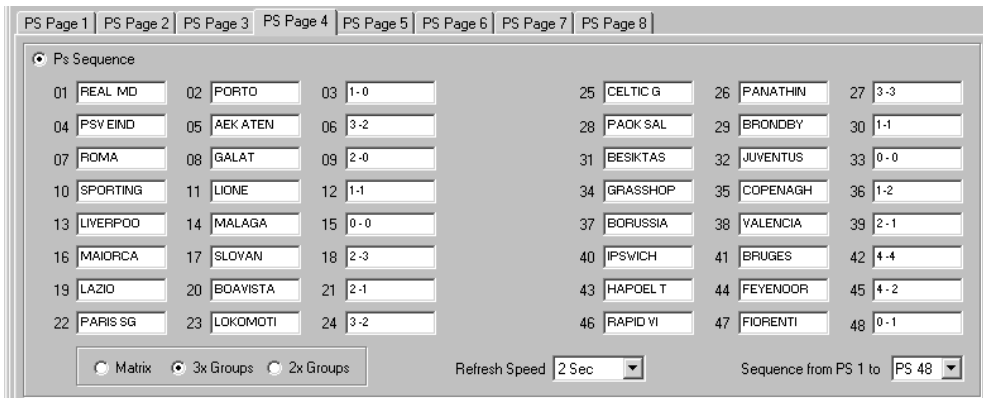 PS Page 1 PS Page 2 PS Page 3 PS Page 4 PS Page 5 PS Page 6 PS Page 7 PS Page 8
Ps Sequence
01 REAL MD 02 PORTO 03 1-0 25 CELTIC G 26 PANATHIN 27 3-3
04 PSV EIND 05 AEK ATEN 06 3-2 28 PAOK SAL 29 BRONDBY 30 1-1
07 ROMA 08 GALAT 09 2-0 31 BESIKTAS 32 JUVENTUS 33 0-0
10 SPORTING 11 LIONE 12 1-1 34 GRASSHOP 35 COPENAGH 36 1-2
13 LIVERPOO 14 MALAGA 15 0-0 37 BORUSSIA 38 VALENCIA 39 2-1
16 MAIORCA 17 SLOVAN 18 2-3 40 IPSWICH 41 BRUGES 42 4-4
19 LAZIO 20 BOAVISTA 21 2-1 43 HAPOEL T 44 FEYENOOR 45 4-2
22 PARIS SG 23 LOKOMOTI 24 3-2 46 RAPID VI 47 FIORENTI 48 0-1
Matrix 3x Groups 2x Groups Refresh Speed 2 Sec Sequence from PS 1 to PS 48